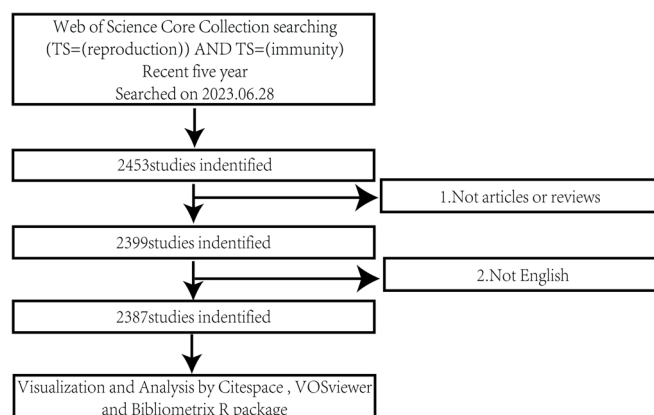 Web of Science Core Collection searching
(TS=(reproduction)) AND TS=(immunity)
Recent five year
Searched on 2023.06.28
2453studies indentified
1.Not articles or reviews
2399studies indentified
2.Not English
2387studies indentified
Visualization and Analysis by Citespace , VOSviewer
and Bibliometrix R package